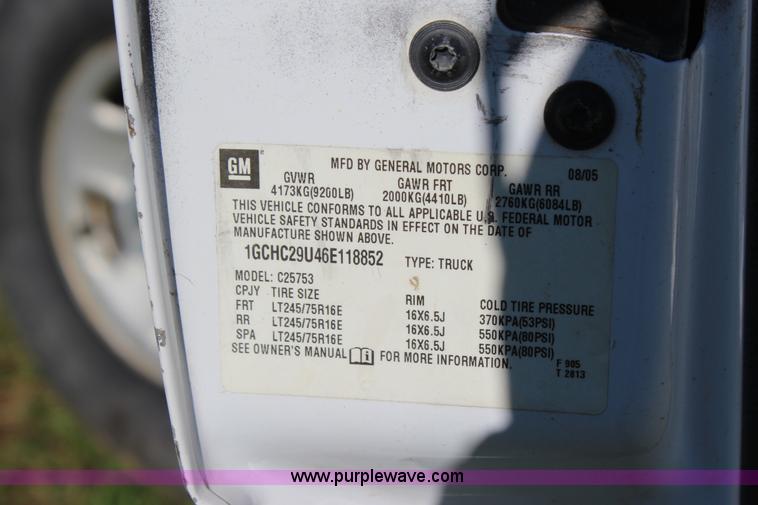 GM MFD BY GENERAL MOTORS CORP. 08/05
GVWR GAWR FRT GAWR RR
4173KG(9200LB) 2000KG(4410LB) 2760KG(6084LB)
THIS VEHICLE CONFORMS TO ALL APPLICABLE U.S. FEDERAL MOTOR
VEHICLE SAFETY STANDARDS IN EFFECT ON THE DATE OF
MANUFACTURE SHOWN ABOVE.
1GCHC29U46E118852 TYPE: TRUCK
MODEL: C25753
CPJY TIRE SIZE RIM COLD TIRE PRESSURE
FRT LT245/75R16E 16X6.5J 370KPA(53PSI)
RR LT245/75R16E 16X6.5J 550KPA(80PSI)
SPA LT245/75R16E 16X6.5J 550KPA(80PSI)
SEE OWNER'S MANUAL FOR MORE INFORMATION.
F 905
T 2813
www.purplewave.com